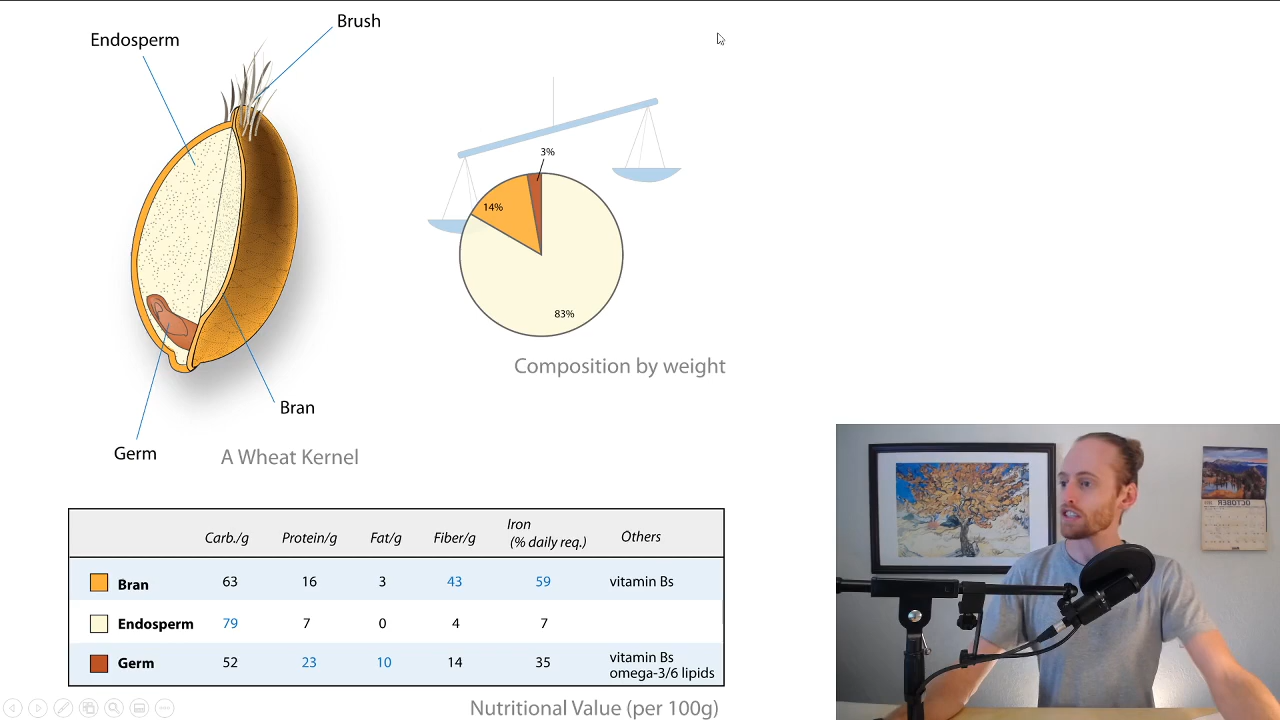 Brush
Endosperm
3%
14%
83%
Composition by weight
Bran
Germ
A Wheat Kernel
Carb./g Protein/g Fat/g Fiber/g Iron (% daily req.) Others
Bran 63 16 3 43 59 vitamin Bs
Endosperm 79 7 0 4 7
Germ 52 23 10 14 35 vitamin Bs
omega-3/6 lipids
Nutritional Value (per 100g)
OCTOBER